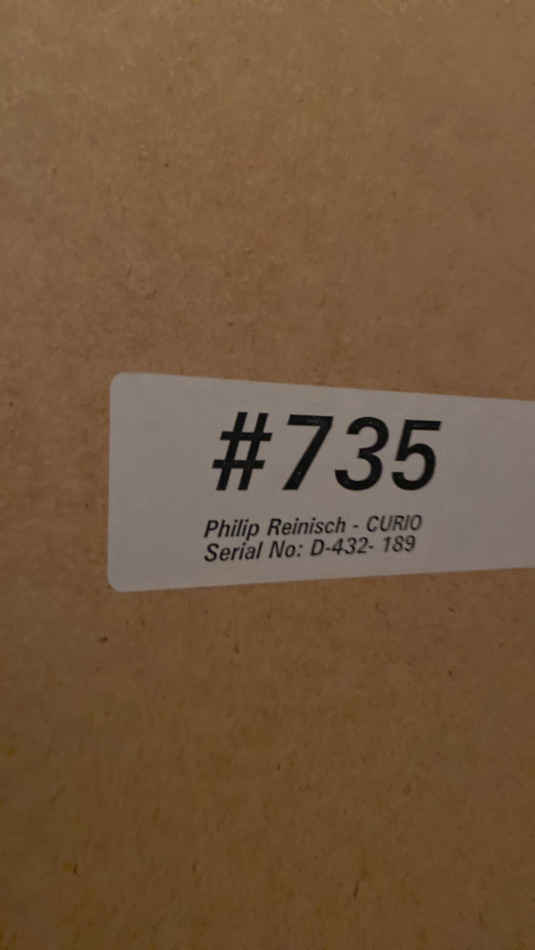 #735
Philip Reinisch - CURIO
Serial No: D-432- 189